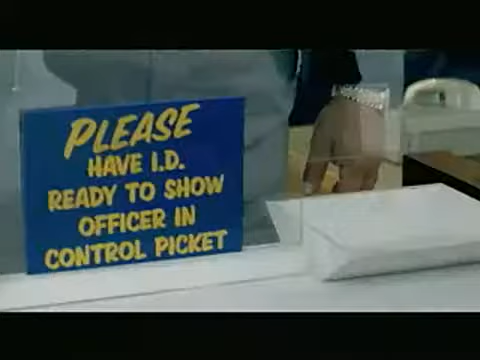 PLEASE
HAVE I.D.
READY TO SHOW
OFFICER IN
CONTROL PICKET